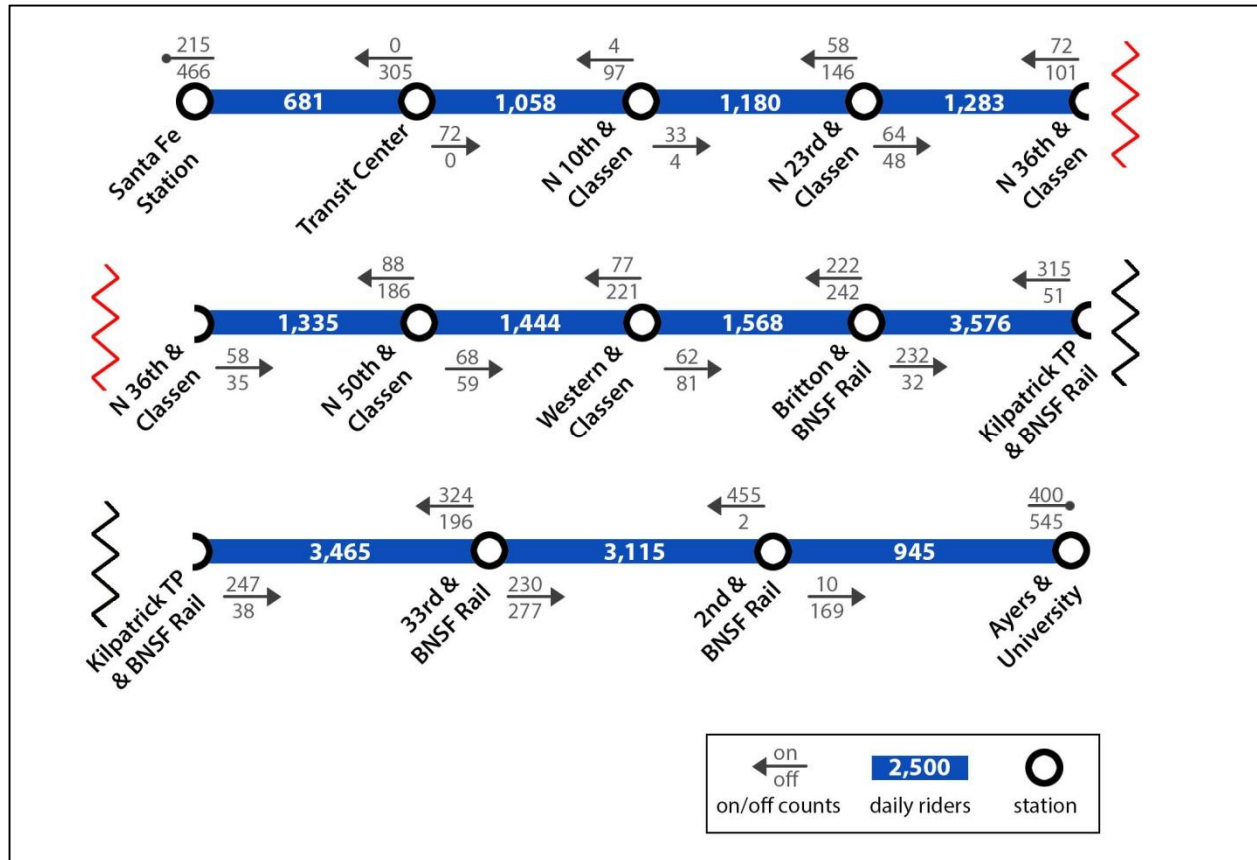 215
466
0
305
4
97
58
146
72
101
681
1,058
1,180
1,283
72
0
33
4
64
48
Santa Fe
Station
Transit Center
N 10th &
Classen
N 23rd &
Classen
N 36th &
Classen
88
186
77
221
222
242
315
51
1,335
1,444
1,568
3,576
58
35
68
59
62
81
232
32
N 36th &
Classen
N 50th &
Classen
Western &
Classen
Britton &
BNSF Rail
Kilpatrick TP
& BNSF Rail
324
196
455
2
400
545
3,465
3,115
945
247
38
230
277
10
169
Kilpatrick TP
& BNSF Rail
33rd &
BNSF Rail
2nd &
BNSF Rail
Ayers &
University
on
off
2,500
on/off counts
daily riders
station